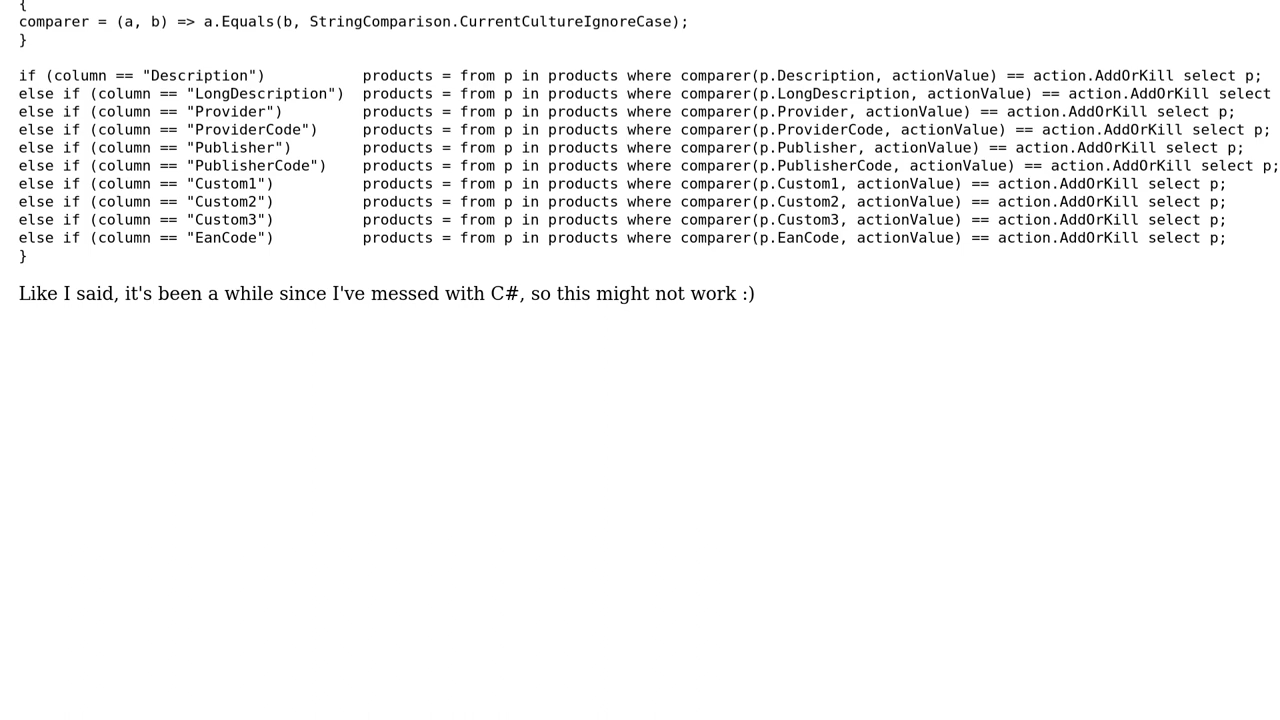 {
comparer = (a, b) => a.Equals(b, StringComparison.CurrentCultureIgnoreCase);
}
if (column == "Description")           products = from p in products where comparer(p.Description, actionValue) == action.AddOrKill select p;
else if (column == "LongDescription")  products = from p in products where comparer(p.LongDescription, actionValue) == action.AddOrKill select
else if (column == "Provider")         products = from p in products where comparer(p.Provider, actionValue) == action.AddOrKill select p;
else if (column == "ProviderCode")     products = from p in products where comparer(p.ProviderCode, actionValue) == action.AddOrKill select p;
else if (column == "Publisher")        products = from p in products where comparer(p.Publisher, actionValue) == action.AddOrKill select p;
else if (column == "PublisherCode")    products = from p in products where comparer(p.PublisherCode, actionValue) == action.AddOrKill select p;
else if (column == "Custom1")          products = from p in products where comparer(p.Custom1, actionValue) == action.AddOrKill select p;
else if (column == "Custom2")          products = from p in products where comparer(p.Custom2, actionValue) == action.AddOrKill select p;
else if (column == "Custom3")          products = from p in products where comparer(p.Custom3, actionValue) == action.AddOrKill select p;
else if (column == "EanCode")          products = from p in products where comparer(p.EanCode, actionValue) == action.AddOrKill select p;
}
Like I said, it's been a while since I've messed with C#, so this might not work :)